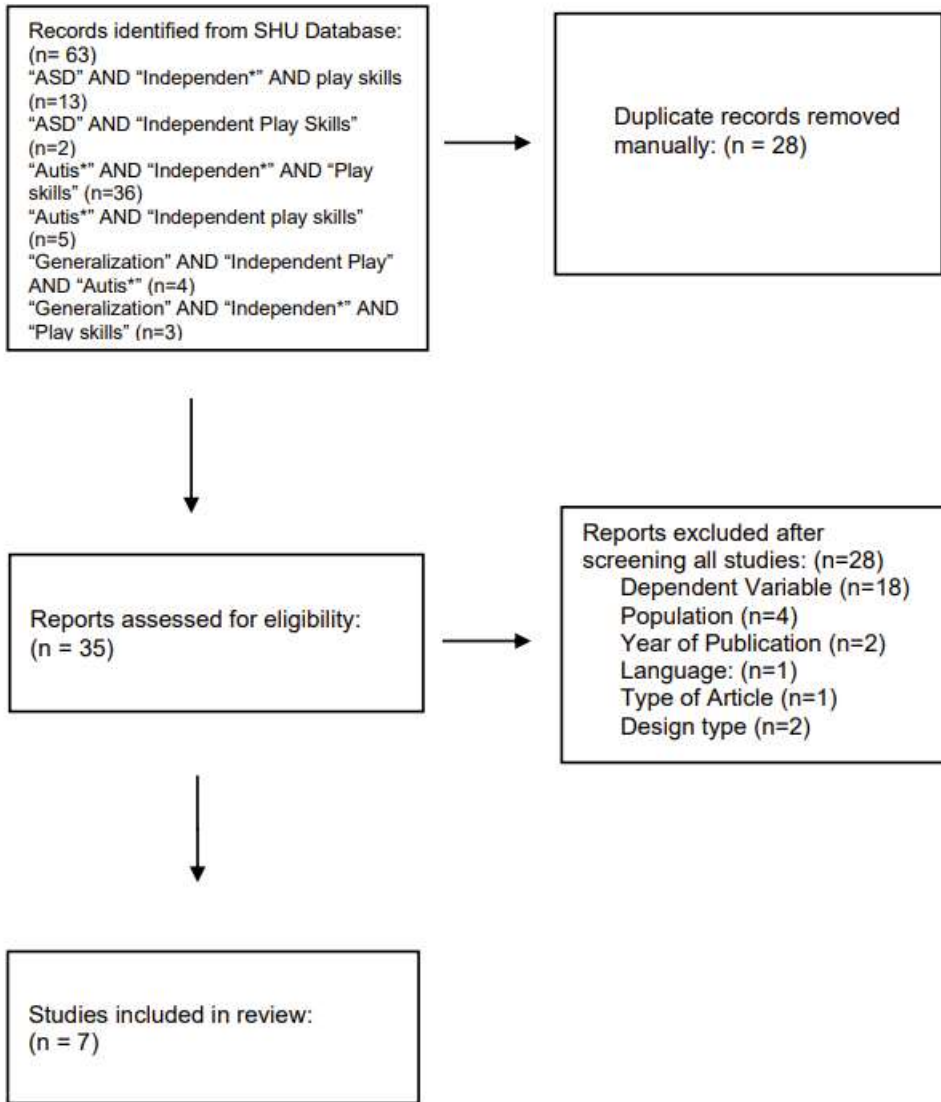 Records identified from SHU Database:
(n= 63)
“ASD” AND “Independen*” AND play skills
(n=13)
“ASD” AND “Independent Play Skills”
(n=2)
“Autis*” AND “Independen*” AND “Play
skills” (n=36)
“Autis*” AND “Independent play skills”
(n=5)
“Generalization” AND “Independent Play”
AND “Autis*” (n=4)
“Generalization” AND “Independen*” AND
“Play skills” (n=3)
Duplicate records removed
manually: (n = 28)
Reports assessed for eligibility:
(n = 35)
Reports excluded after
screening all studies: (n=28)
Dependent Variable (n=18)
Population (n=4)
Year of Publication (n=2)
Language: (n=1)
Type of Article (n=1)
Design type (n=2)
Studies included in review:
(n = 7)